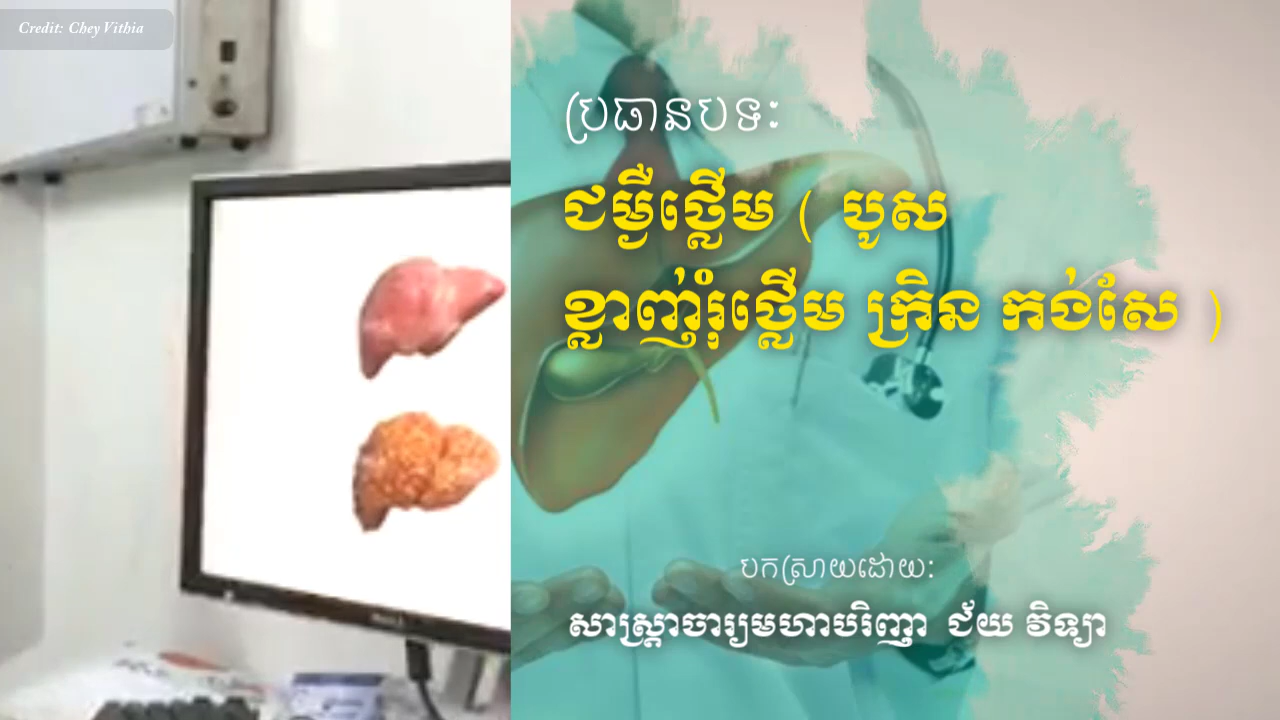 Credit: Chey Vithia
ប្រធានបទៈ
ជម្ងឺថ្លើម ( បូស
ខ្លាញ់រុំថ្លើម ក្រិន កង់សែ )
បកស្រាយដោយៈ
សាស្ត្រាចារ្យមហាបរិញ្ញា ជ័យ វិទ្យា